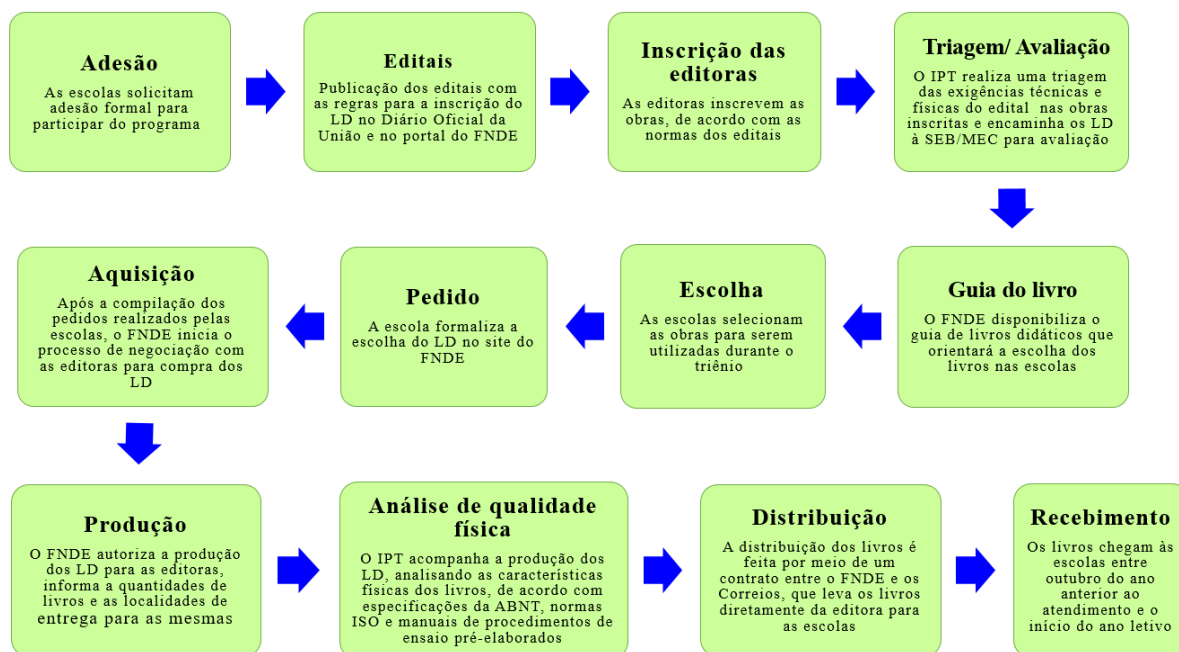 Adesão
As escolas solicitam
adesão formal para
participar do programa
Editais
Publicação dos editais com
as regras para a inscrição do
LD no Diário Oficial da
União e no portal do FNDE
Inscrição das
editoras
As editoras inscrevem as
obras, de acordo com as
normas dos editais
Triagem/ Avaliação
O IPT realiza uma triagem
das exigências técnicas e
físicas do edital nas obras
inscritas e encaminha os LD
à SEB/MEC para avaliação
Guia do livro
O FNDE disponibiliza o
guia de livros didáticos que
orientará a escolha dos
livros nas escolas
Escolha
As escolas selecionam
as obras para serem
utilizadas durante o
triênio
Pedido
A escola formaliza a
escolha do LD no site do
FNDE
Aquisição
Após a compilação dos
pedidos realizados pelas
escolas, o FNDE inicia o
processo de negociação com
as editoras para compra dos
LD
Produção
O FNDE autoriza a produção
dos LD para as editoras,
informa a quantidades de
livros e as localidades de
entrega para as mesmas
Análise de qualidade
física
O IPT acompanha a produção dos
LD, analisando as características
físicas dos livros, de acordo com
especificações da ABNT, normas
ISO e manuais de procedimentos de
ensaio pré-elaborados
Distribuição
A distribuição dos livros é
feita por meio de um
contrato entre o FNDE e os
Correios, que leva os livros
diretamente da editora para
as escolas
Recebimento
Os livros chegam às
escolas entre
outubro do ano
anterior ao
atendimento e o
início do ano letivo